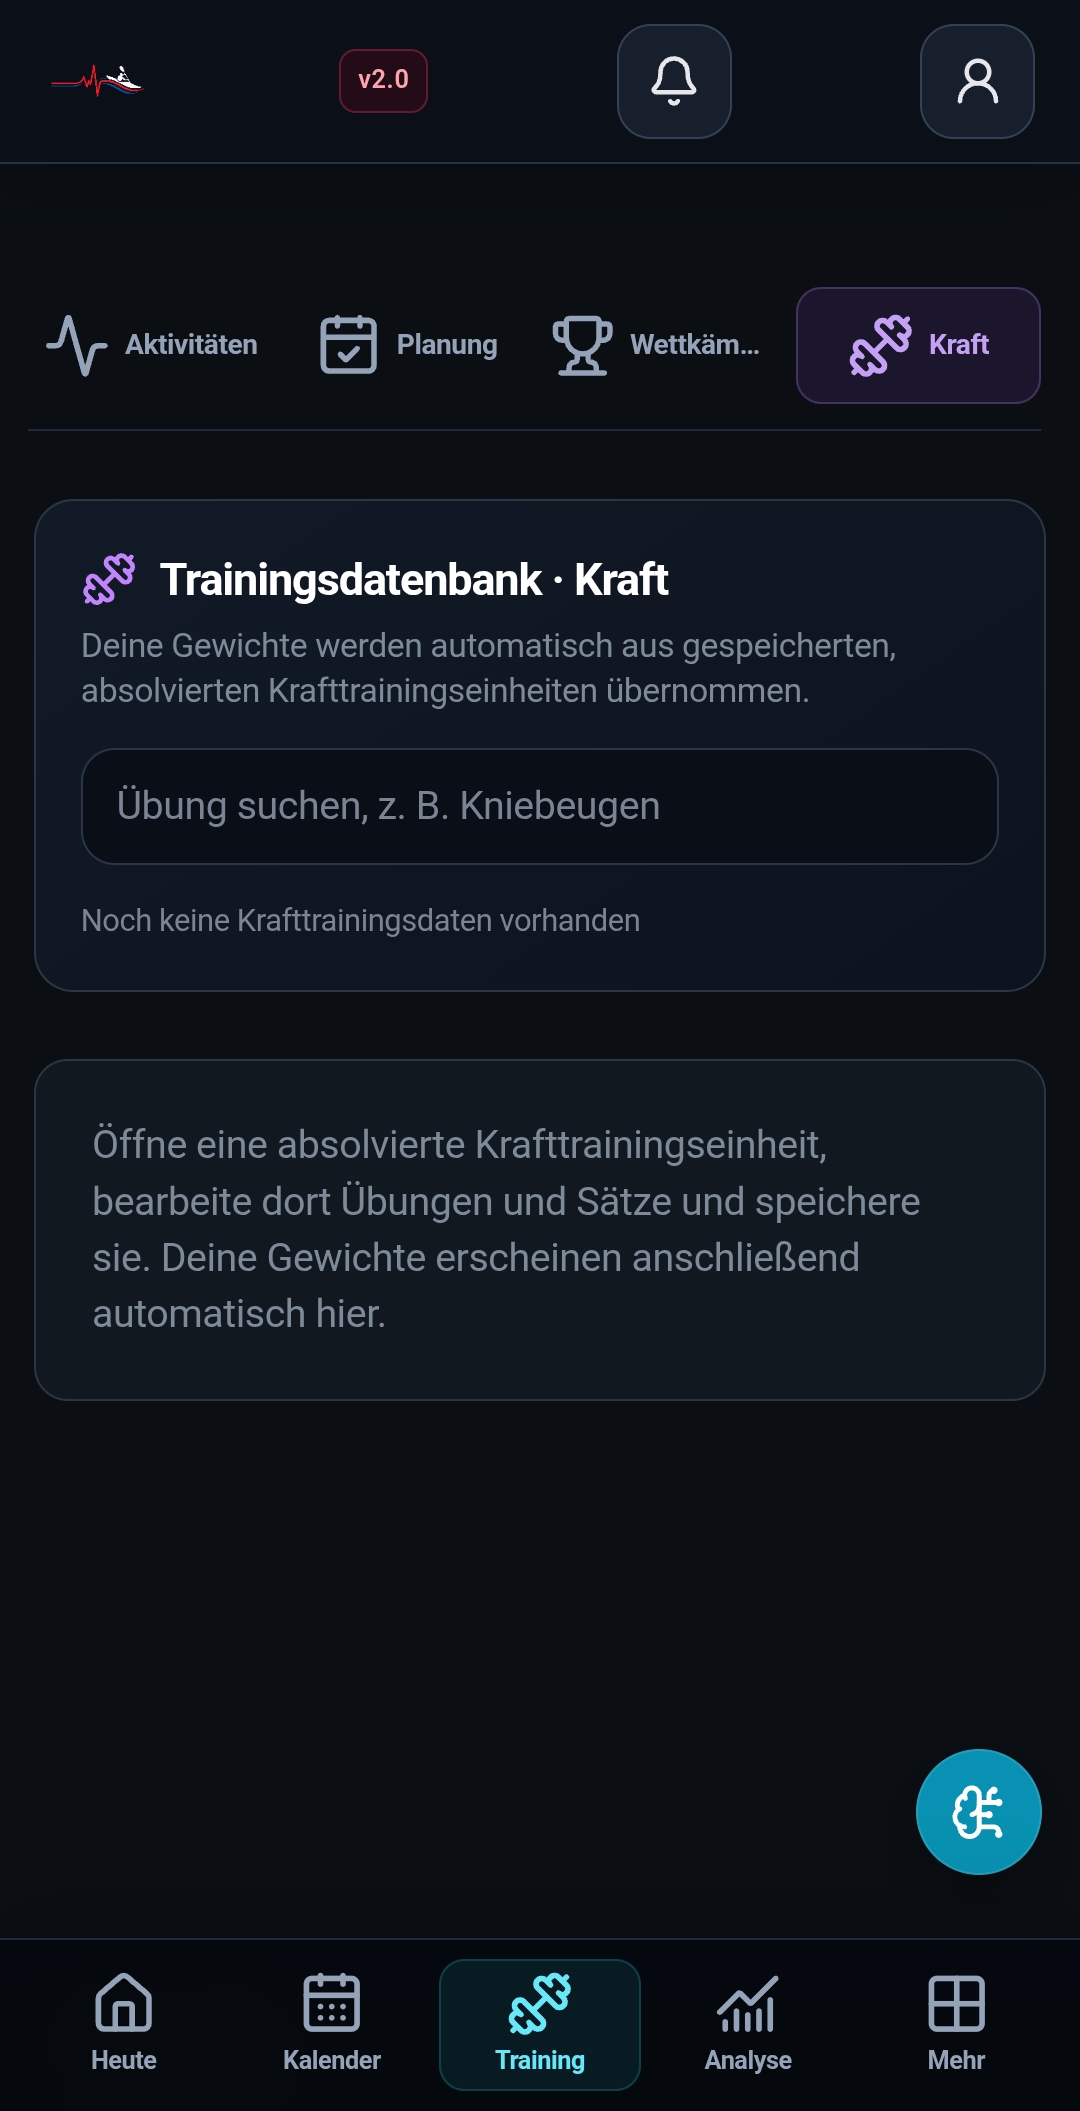 v2.0
Aktivitäten
Planung
Wettkäm...
Kraft
Trainingsdatenbank · Kraft
Deine Gewichte werden automatisch aus gespeicherten,
absolvierten Krafttrainingseinheiten übernommen.
Übung suchen, z. B. Kniebeugen
Noch keine Krafttrainingsdaten vorhanden
Öffne eine absolvierte Krafttrainingseinheit,
bearbeite dort Übungen und Sätze und speichere
sie. Deine Gewichte erscheinen anschließend
automatisch hier.
Heute
Kalender
Training
Analyse
Mehr